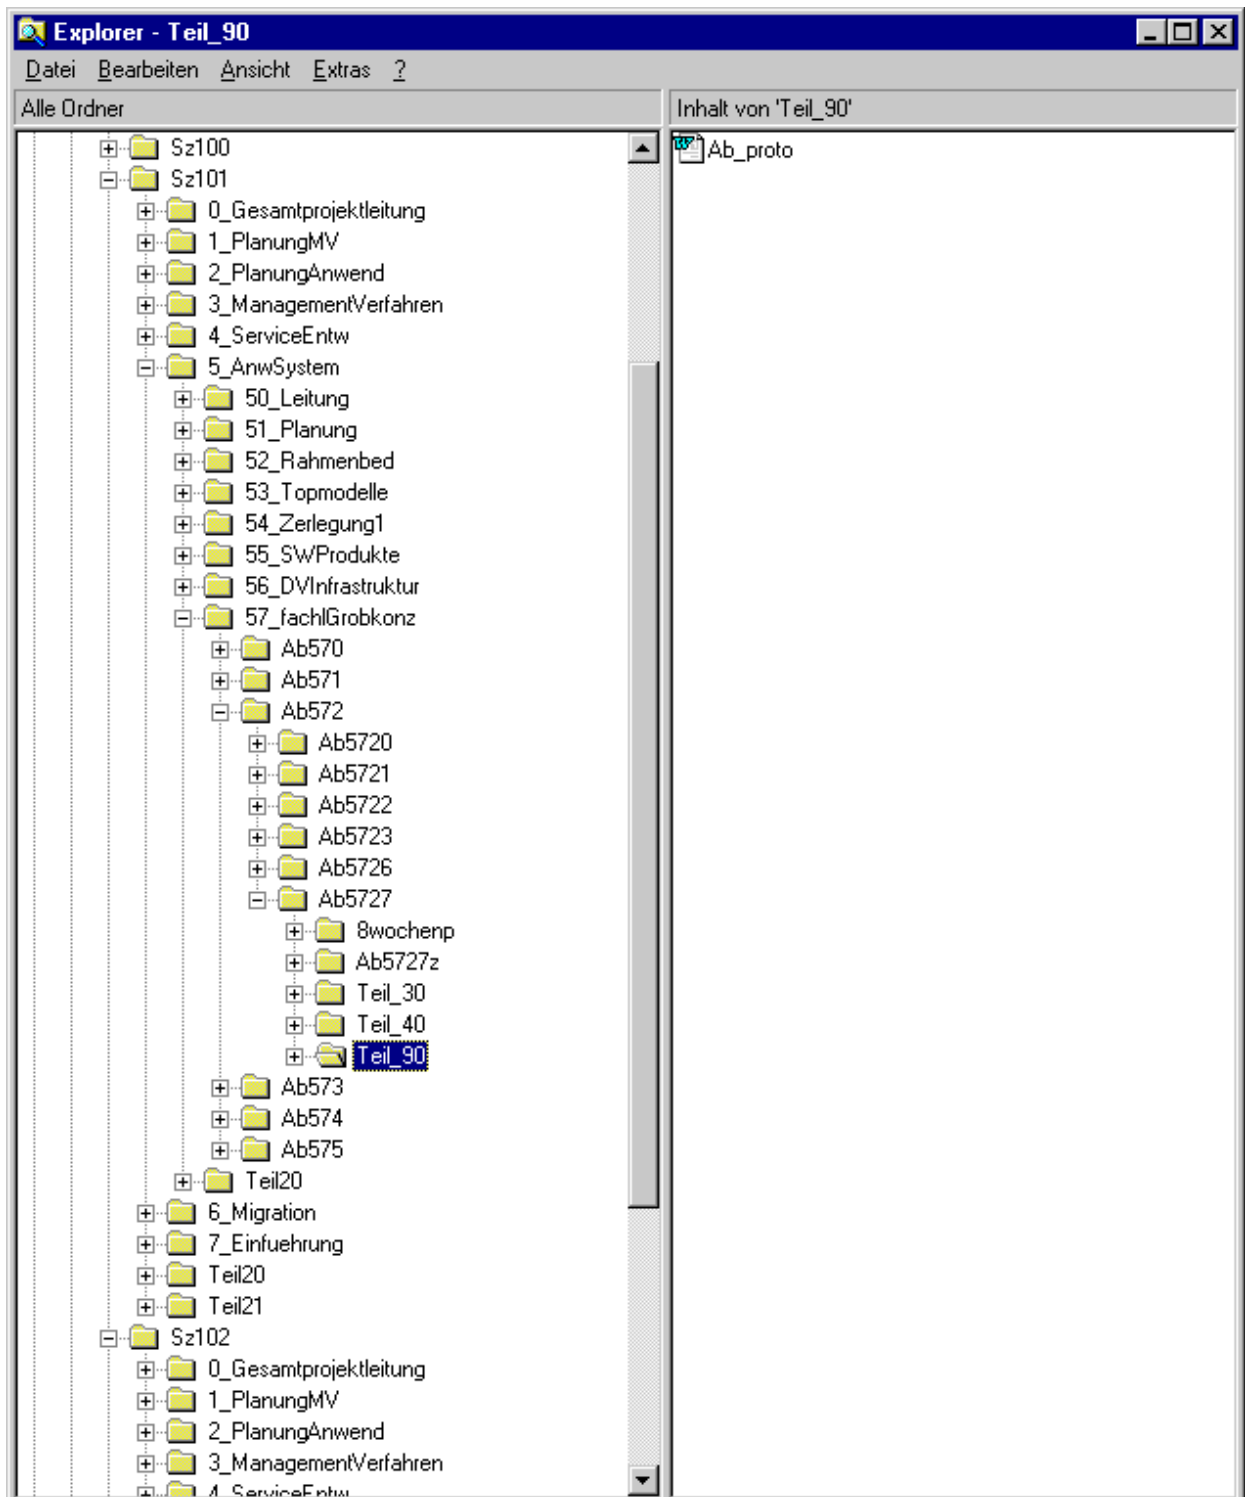 Explorer - Teil_90
Datei Bearbeiten Ansicht Extras ?
Alle Ordner
Inhalt von 'Teil_90'
Sz100
Sz101
0_Gesamtprojektleitung
1_PlanungMV
2_PlanungAnwend
3_ManagementVerfahren
4_ServiceEntw
5_AnwSystem
50_Leitung
51_Planung
52_Rahmenbed
53_Topmodelle
54_Zerlegung1
55_SWProdukte
56_DVInfrastruktur
57_fachlGrobkonz
Ab570
Ab571
Ab572
Ab5720
Ab5721
Ab5722
Ab5723
Ab5726
Ab5727
8wochenp
Ab5727z
Teil_30
Teil_40
Teil_90
Ab573
Ab574
Ab575
Teil20
6_Migration
7_Einfuehrung
Teil20
Teil21
Sz102
0_Gesamtprojektleitung
1_PlanungMV
2_PlanungAnwend
3_ManagementVerfahren
4_ServiceEntw
Ab_proto